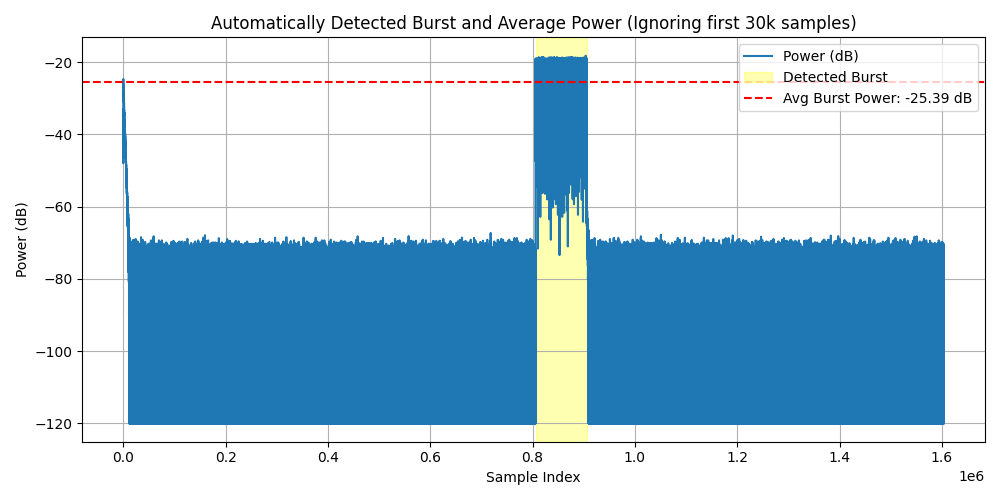 Automatically Detected Burst and Average Power (Ignoring first 30k samples)
Power (dB)
−20
−40
−60
−80
−100
−120
Power (dB)
Detected Burst
Avg Burst Power: -25.39 dB
0.0 0.2 0.4 0.6 0.8 1.0 1.2 1.4 1.6
1e6
Sample Index